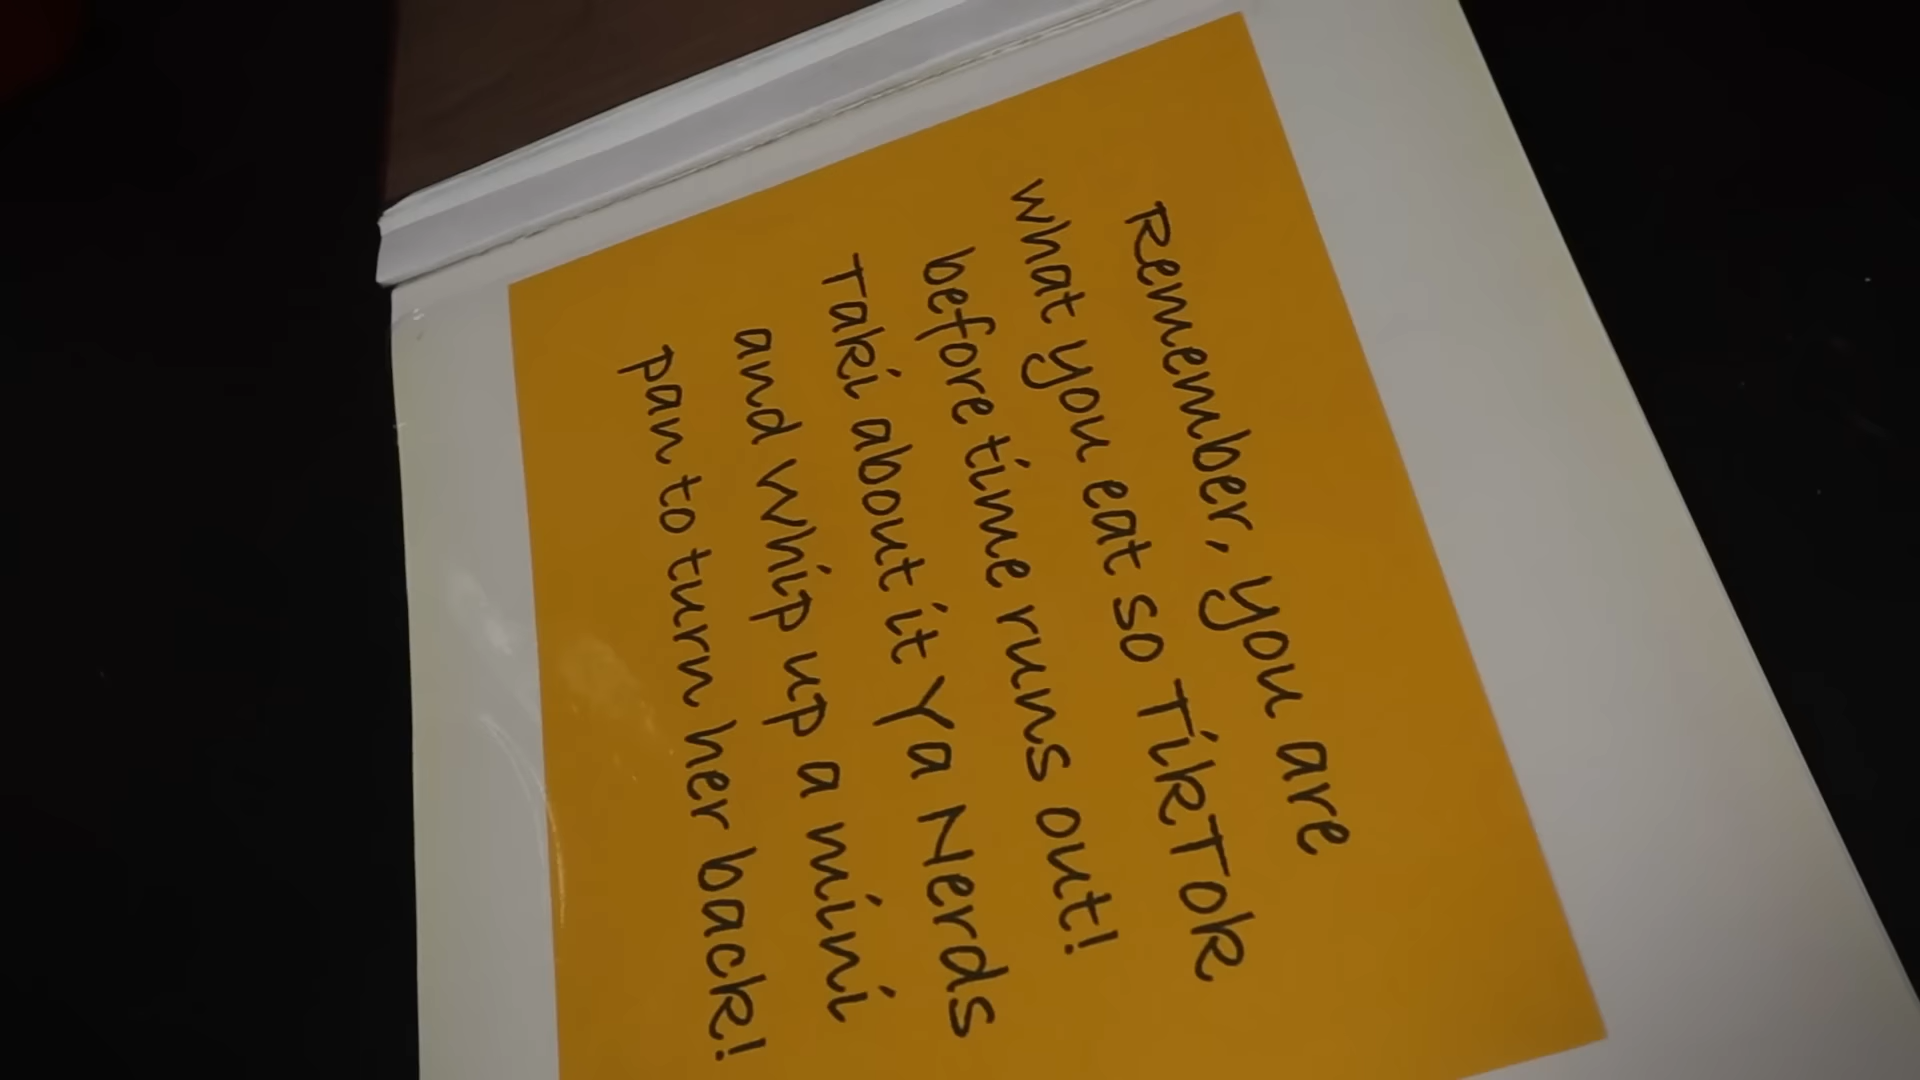 Remember, you are
what you eat so TikTok
before time runs out!
Taki about it Ya Nerds
and whip up a mini
pan to turn her back!